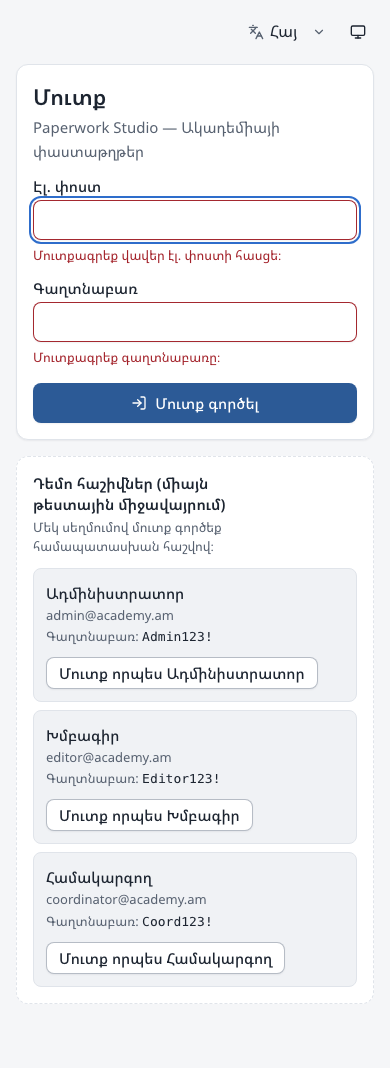 Հայ
Մուտք
Paperwork Studio — Ակադեմիայի
փաստաթղթեր
Էլ. փոստ
Մուտքագրեք վավեր էլ. փոստի հասցե։
Գաղտնաբառ
Մուտքագրեք գաղտնաբառը։
Մուտք գործել
Դեմո հաշիվներ (միայն
թեստային միջավայրում)
Մեկ սեղմումով մուտք գործեք
համապատասխան հաշվով։
Ադմինիստրատոր
admin@academy.am
Գաղտնաբառ: Admin123!
Մուտք որպես Ադմինիստրատոր
Խմբագիր
editor@academy.am
Գաղտնաբառ: Editor123!
Մուտք որպես Խմբագիր
Համակարգող
coordinator@academy.am
Գաղտնաբառ: Coord123!
Մուտք որպես Համակարգող